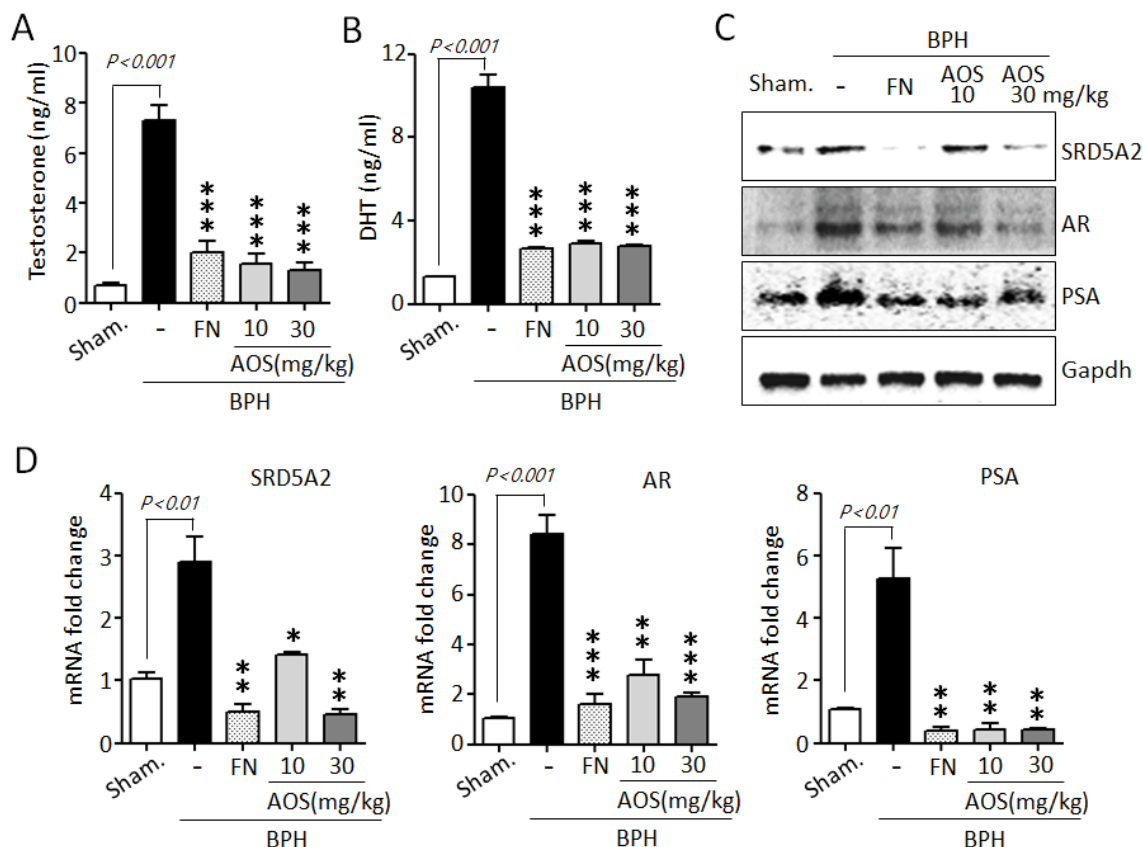 A
Testosterone (ng/ml)
10
8
6
4
2
0
P<0.001
***
***
***
Sham.
-
FN
10
30
AOS(mg/kg)
BPH
B
DHT (ng/ml)
12
8
4
0
P<0.001
***
***
***
Sham.
-
FN
10
30
AOS(mg/kg)
BPH
C
BPH
Sham.
-
FN
AOS
10
AOS
30 mg/kg
SRD5A2
AR
PSA
Gapdh
D
SRD5A2
mRNA fold change
4
3
2
1
0
P<0.01
**
*
**
Sham.
-
FN
10
30
AOS(mg/kg)
BPH
AR
mRNA fold change
10
8
6
4
2
0
P<0.001
***
**
***
Sham.
-
FN
10
30
AOS(mg/kg)
BPH
PSA
mRNA fold change
8
6
4
2
0
P<0.01
**
**
**
Sham.
-
FN
10
30
AOS(mg/kg)
BPH